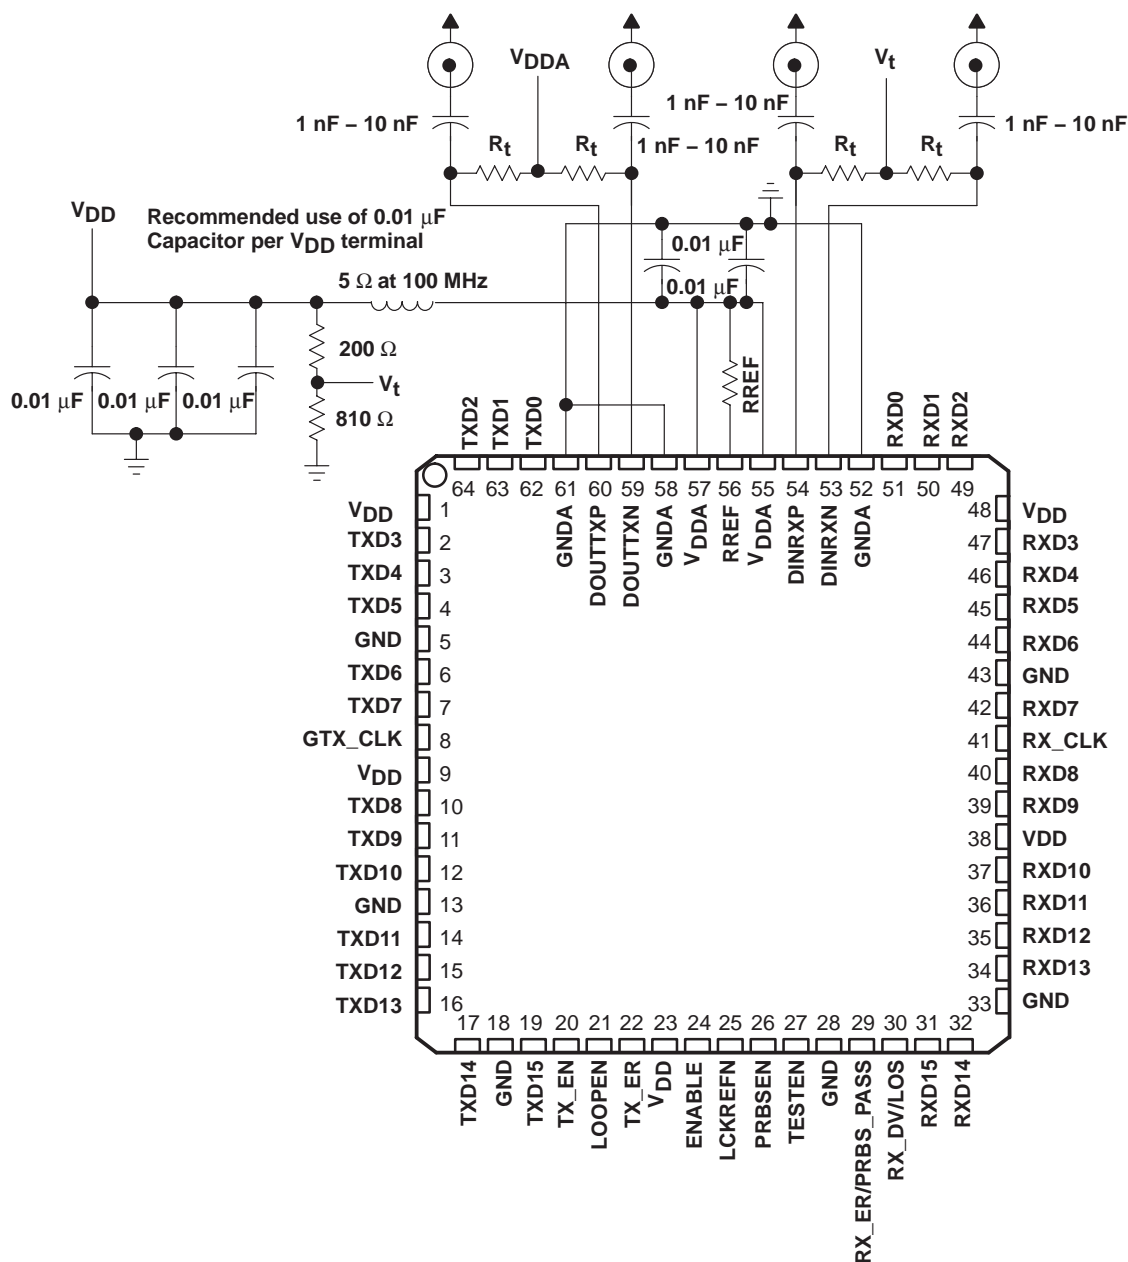 VDDA
Vt
1 nF – 10 nF
1 nF – 10 nF
1 nF – 10 nF
1 nF – 10 nF
Rt
Rt
Rt
Rt
VDD
Recommended use of 0.01 μF
Capacitor per VDD terminal
0.01 μF
0.01 μF
5 Ω at 100 MHz
200 Ω
Vt
810 Ω
0.01 μF
0.01 μF
0.01 μF
RREF
TXD2
TXD1
TXD0
RXD0
RXD1
RXD2
64
63
62
61
60
59
58
57
56
55
54
53
52
51
50
49
GNDA
DOUTTXP
DOUTTXN
GNDA
VDDA
RREF
VDDA
DINRXP
DINRXN
GNDA
VDD 1
TXD3 2
TXD4 3
TXD5 4
GND 5
TXD6 6
TXD7 7
GTX_CLK 8
VDD 9
TXD8 10
TXD9 11
TXD10 12
GND 13
TXD11 14
TXD12 15
TXD13 16
48 VDD
47 RXD3
46 RXD4
45 RXD5
44 RXD6
43 GND
42 RXD7
41 RX_CLK
40 RXD8
39 RXD9
38 VDD
37 RXD10
36 RXD11
35 RXD12
34 RXD13
33 GND
17
18
19
20
21
22
23
24
25
26
27
28
29
30
31
32
TXD14
GND
TXD15
TX_EN
LOOPEN
TX_ER
VDD
ENABLE
LCKREFN
PRBSEN
TESTEN
GND
RX_ER/PRBS_PASS
RX_DV/LOS
RXD15
RXD14